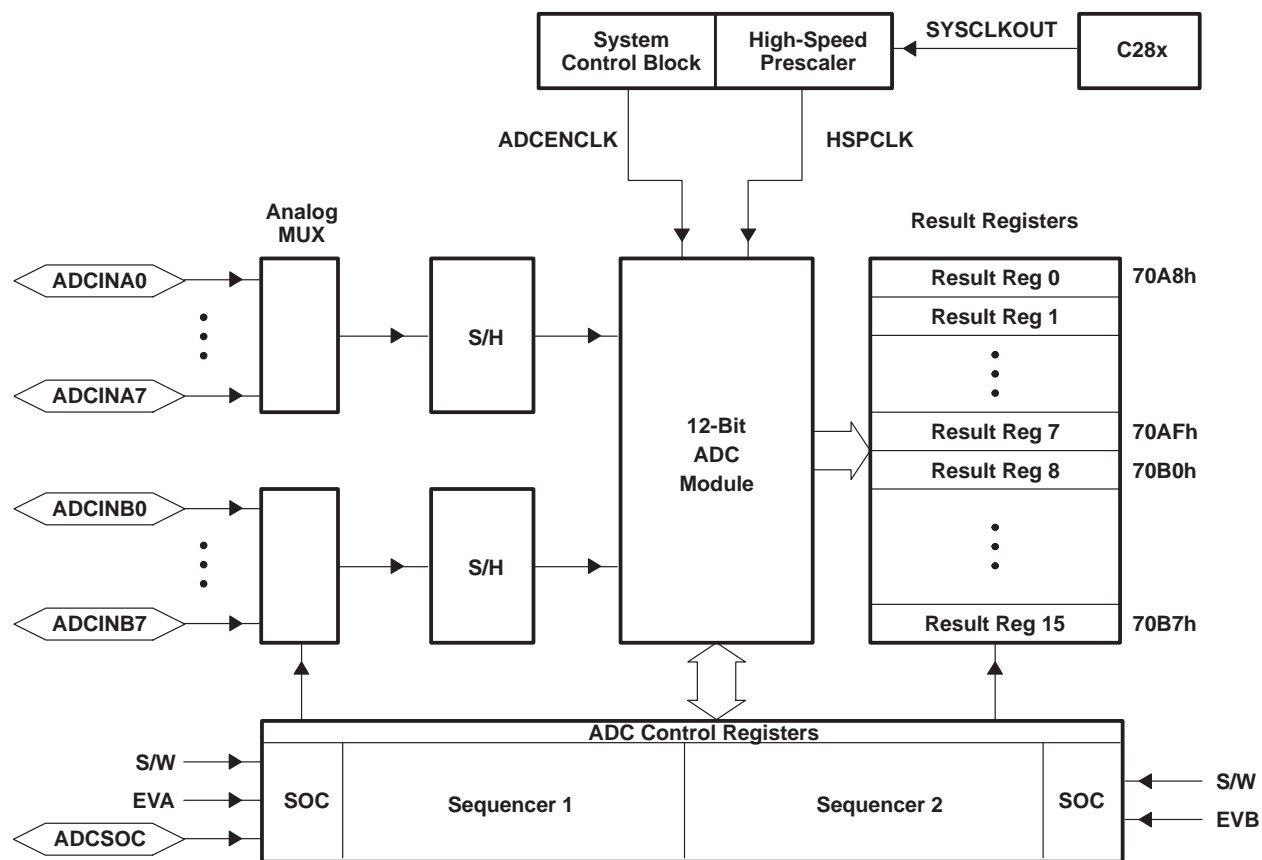 System
Control Block
High-Speed
Prescaler
SYSCLKOUT
C28x
ADCENCLK
HSPCLK
Analog
MUX
Result Registers
ADCINA0
ADCINA7
S/H
ADCINB0
ADCINB7
S/H
12-Bit
ADC
Module
Result Reg 0
70A8h
Result Reg 1
Result Reg 7
70AFh
Result Reg 8
70B0h
Result Reg 15
70B7h
ADC Control Registers
S/W
EVA
ADCSOC
SOC
Sequencer 1
Sequencer 2
SOC
S/W
EVB